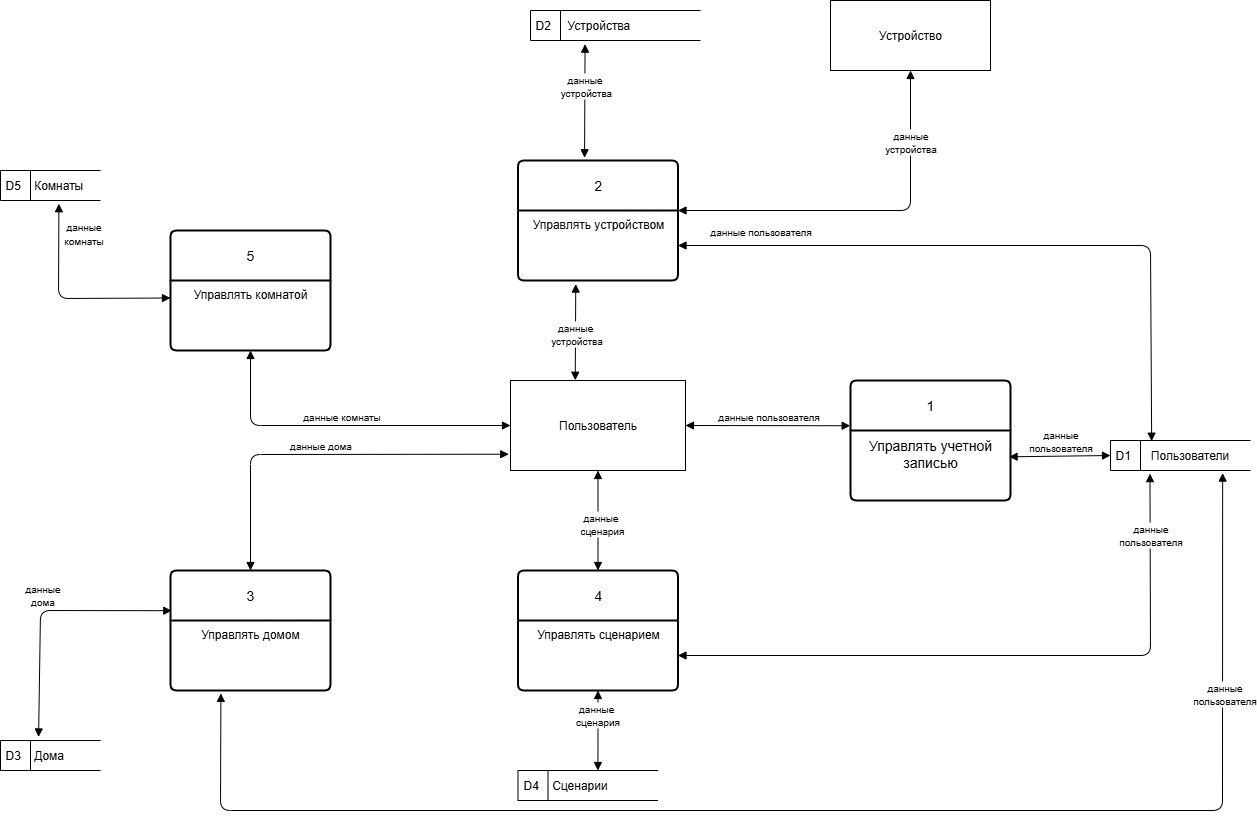 D2 Устройства
Устройство
данные
устройства
данные
устройства
D5 Комнаты
2
Управлять устройством
данные
комнаты
данные пользователя
5
Управлять комнатой
данные
устройства
данные комнаты
Пользователь
данные пользователя
1
Управлять учетной
записью
данные
пользователя
D1 Пользователи
данные дома
данные
сценария
данные
пользователя
данные
дома
3
Управлять домом
4
Управлять сценарием
данные
пользователя
данные
сценария
D3 Дома
D4 Сценарии